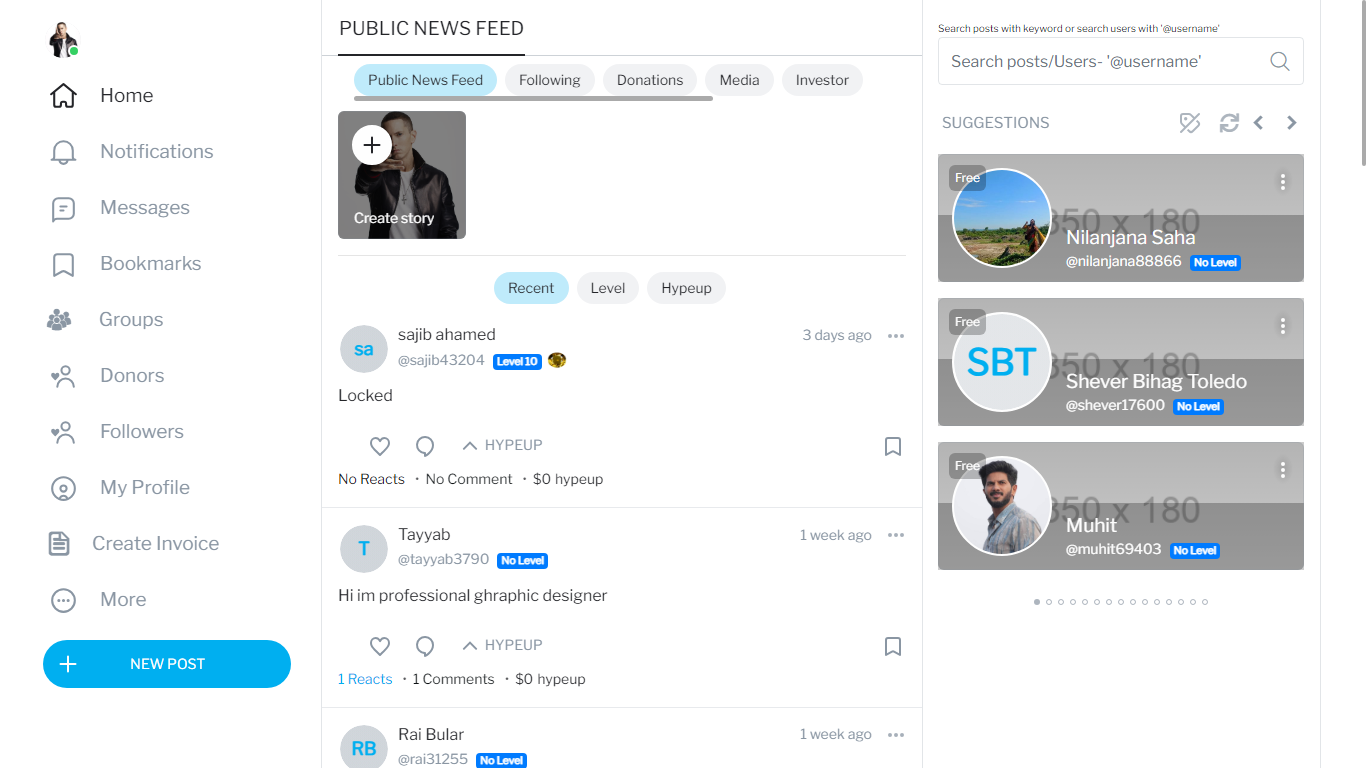 Home
Notifications
Messages
Bookmarks
Groups
Donors
Followers
My Profile
Create Invoice
More
NEW POST
PUBLIC NEWS FEED
Public News Feed Following Donations Media Investor
Create story
Recent Level Hypeup
sa sajib ahamed 3 days ago
@sajib43204 Level 10
Locked
HYPEUP
No Reacts · No Comment · $0 hypeup
T Tayyab 1 week ago
@tayyab3790 No Level
Hi im professional ghraphic designer
HYPEUP
1 Reacts · 1 Comments · $0 hypeup
RB Rai Bular 1 week ago
@rai31255 No Level
Search posts with keyword or search users with '@username'
Search posts/Users- '@username'
SUGGESTIONS
Free
350 x 180
Nilanjana Saha
@nilanjana88866 No Level
Free
SBT
350 x 180
Shever Bihag Toledo
@shever17600 No Level
Free
350 x 180
Muhit
@muhit69403 No Level